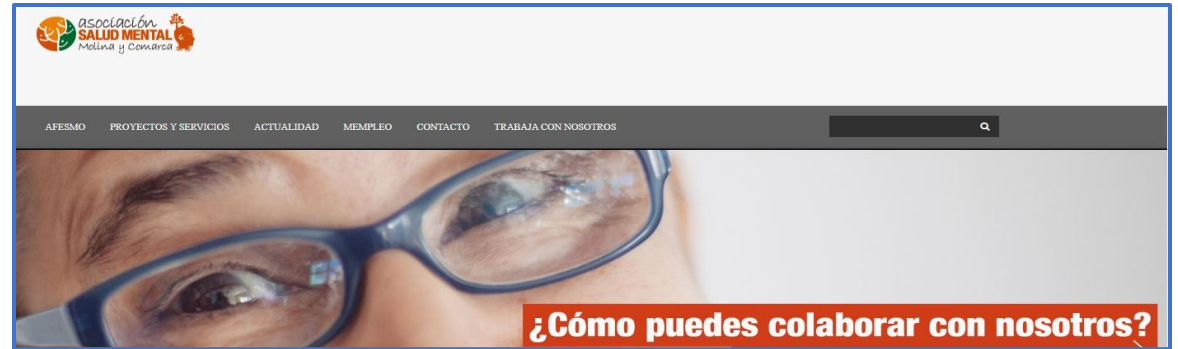 asociación
SALUD MENTAL
Molina y Comarca
AFESMO PROYECTOS Y SERVICIOS ACTUALIDAD MEMPLEO CONTACTO TRABAJA CON NOSOTROS
¿Cómo puedes colaborar con nosotros?